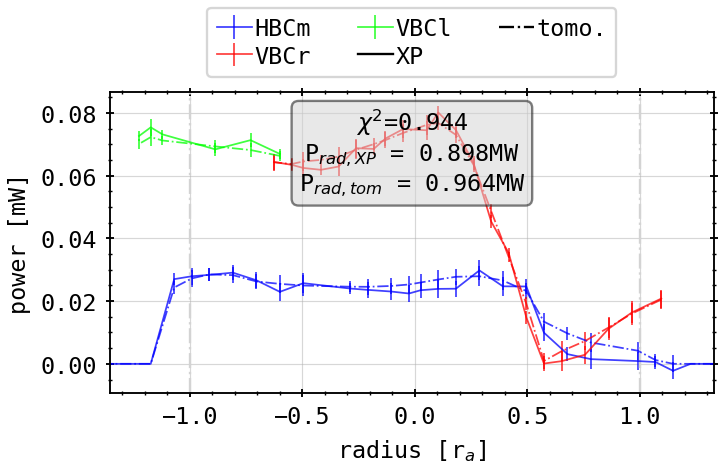 HBCm VBCl tomo.
VBCr XP
χ²=0.944
P_rad,XP = 0.898MW
P_rad,tom = 0.964MW
0.08
0.06
0.04
0.02
0.00
power [mW]
−1.0 −0.5 0.0 0.5 1.0
radius [r_a]